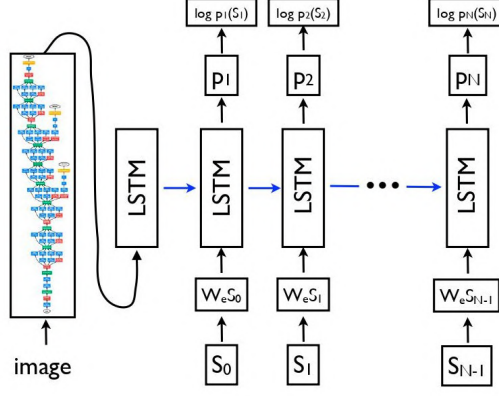 log p₁(S₁) log p₂(S₂) log pN(SN)
p₁ p₂ pN
LSTM LSTM LSTM ••• LSTM
WeS₀ WeS₁ WeSN-1
image S₀ S₁ SN-1